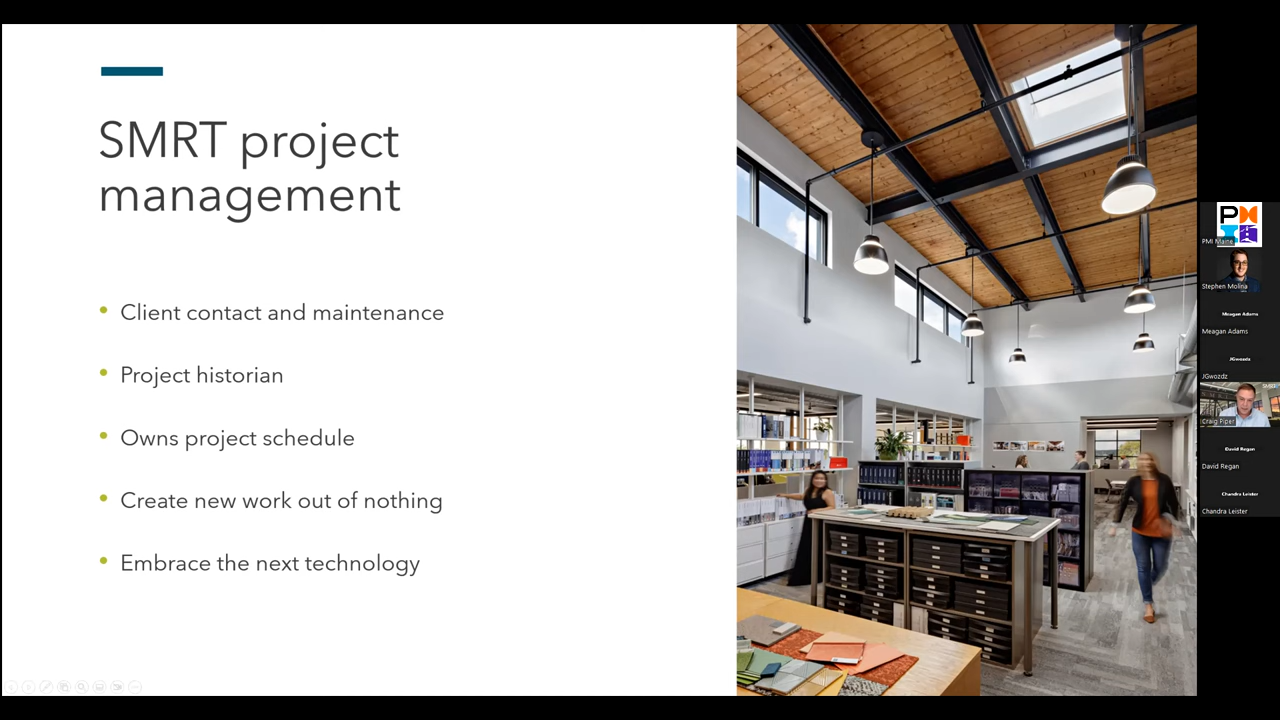 SMRT project
management
Client contact and maintenance
Project historian
Owns project schedule
Create new work out of nothing
Embrace the next technology
PMI Maine
Stephen Molina
Meagan Adams
Meagan Adams
JGwozdz
JGwozdz
SMRT
Craig Piper
David Regan
David Regan
Chandra Leister
Chandra Leister